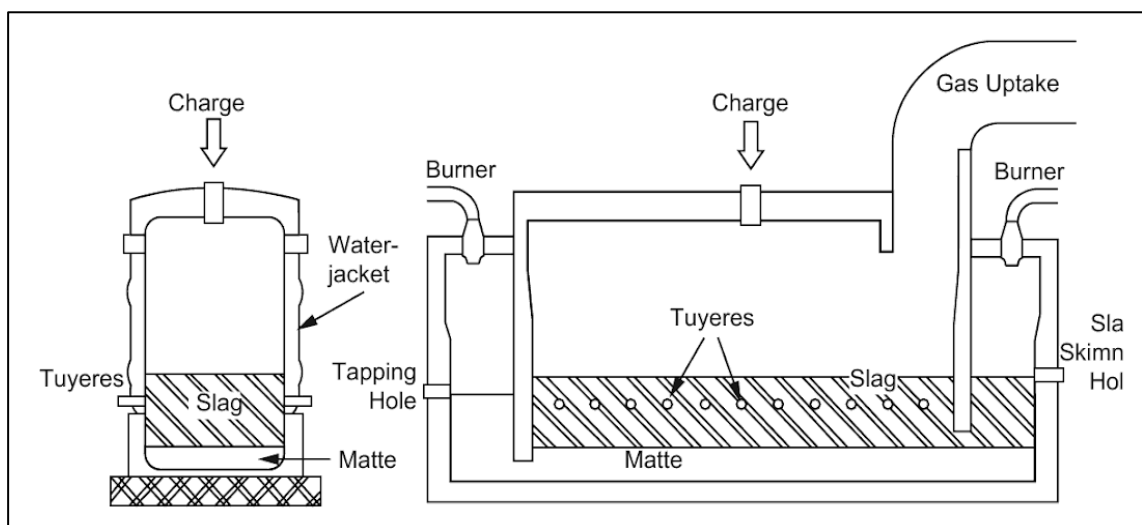 Charge
Water-
jacket
Tuyeres
Slag
Matte
Burner
Charge
Gas Uptake
Burner
Tuyeres
Tapping
Hole
Slag
Matte
Sla
Skimn
Hol